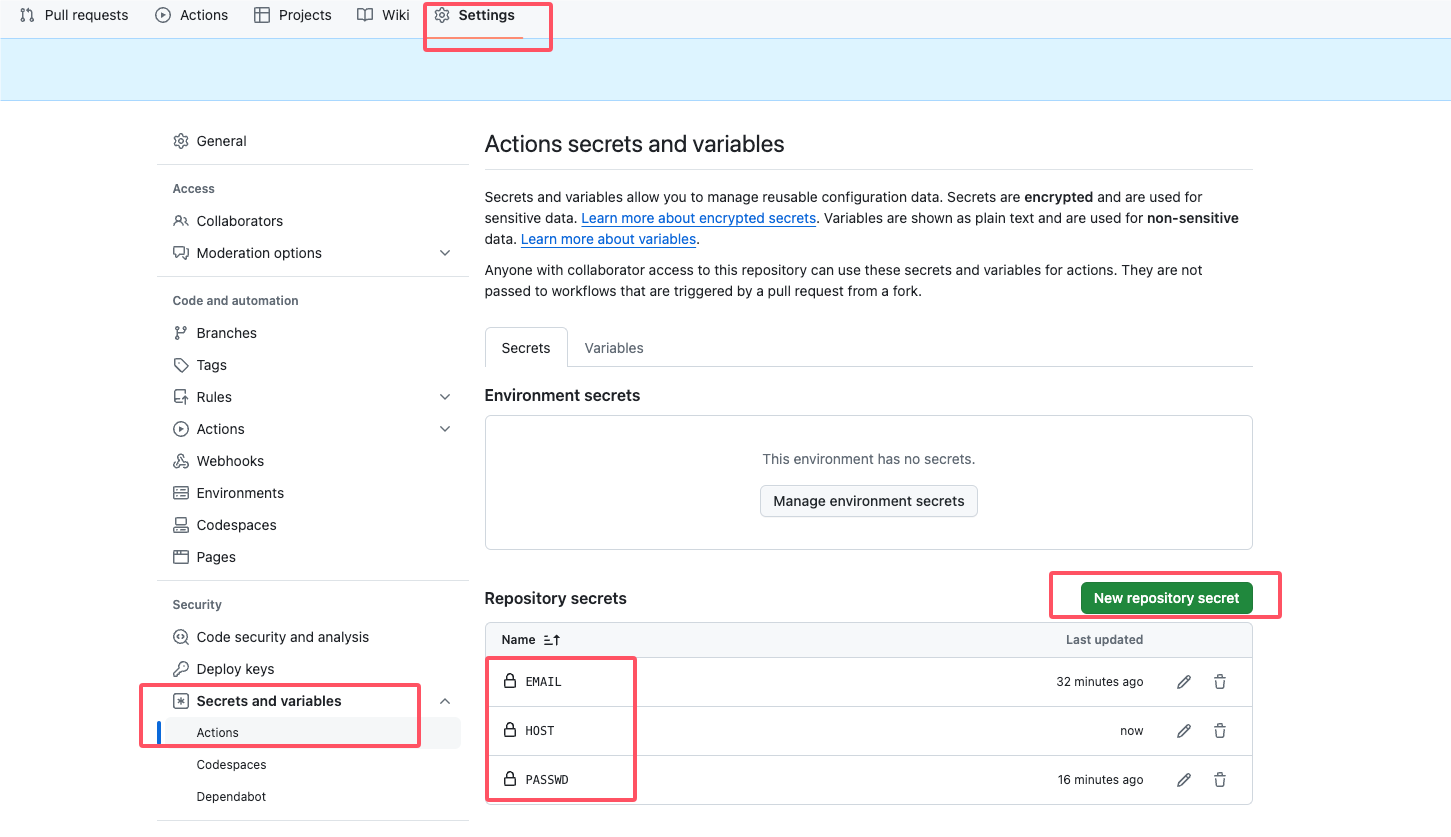 Pull requests Actions Projects Wiki Settings
General
Access
Collaborators
Moderation options
Code and automation
Branches
Tags
Rules
Actions
Webhooks
Environments
Codespaces
Pages
Security
Code security and analysis
Deploy keys
Secrets and variables
Actions
Codespaces
Dependabot
Actions secrets and variables
Secrets and variables allow you to manage reusable configuration data. Secrets are encrypted and are used for
sensitive data. Learn more about encrypted secrets. Variables are shown as plain text and are used for non-sensitive
data. Learn more about variables.
Anyone with collaborator access to this repository can use these secrets and variables for actions. They are not
passed to workflows that are triggered by a pull request from a fork.
Secrets Variables
Environment secrets
This environment has no secrets.
Manage environment secrets
Repository secrets New repository secret
Name Last updated
EMAIL 32 minutes ago
HOST now
PASSWD 16 minutes ago